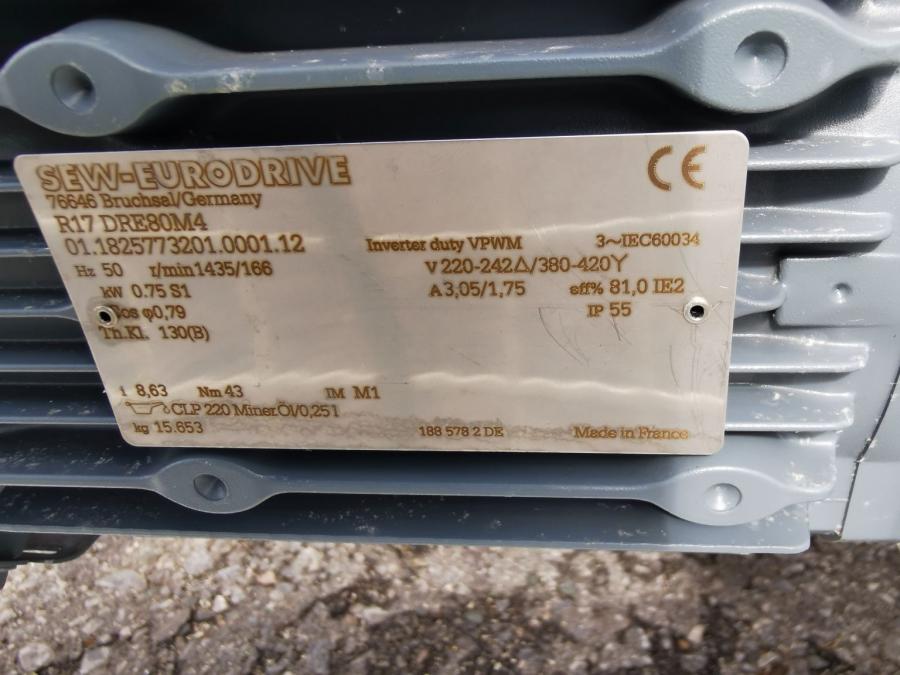 SEW-EURODRIVE CE
76646 Bruchsal/Germany
R17 DRE80M4
01.1825773201.0001.12 Inverter duty VPWM 3~IEC60034
Hz 50 r/min 1435/166 V 220-242Δ/380-420Y
kW 0.75 S1 A 3,05/1,75 eff% 81,0 IE2
Cos φ0,79 IP 55
Th.Kl. 130(B)
i 8,63 Nm 43 IM M1
CLP 220 Miner.Öl/0,25 l
kg 15.653 188 578 2 DE Made in France